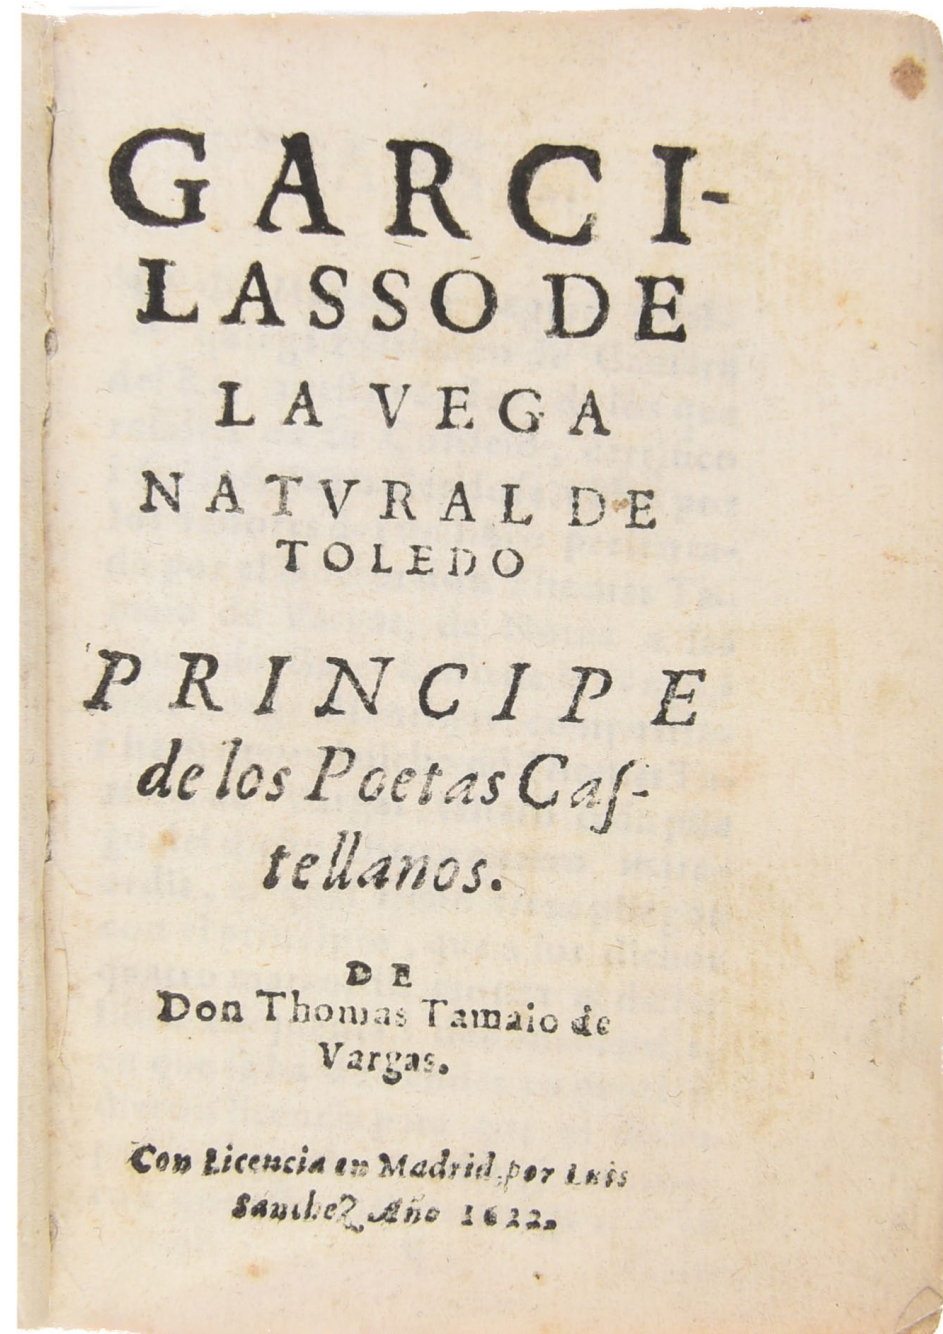 GARCI-
LASSO DE
LA VEGA
NATVRAL DE
TOLEDO
PRINCIPE
de los Poetas Caſ-
tellanos.
DE
Don Thomas Tamaio de
Vargas.
Con Licencia en Madrid, por Luis
Sanchez Año 1622.